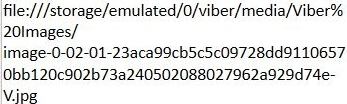 file:///storage/emulated/0/viber/media/Viber%
20Images/
image-0-02-01-23aca99cb5c5c09728dd9110657
0bb120c902b73a240502088027962a929d74e-
V.jpg